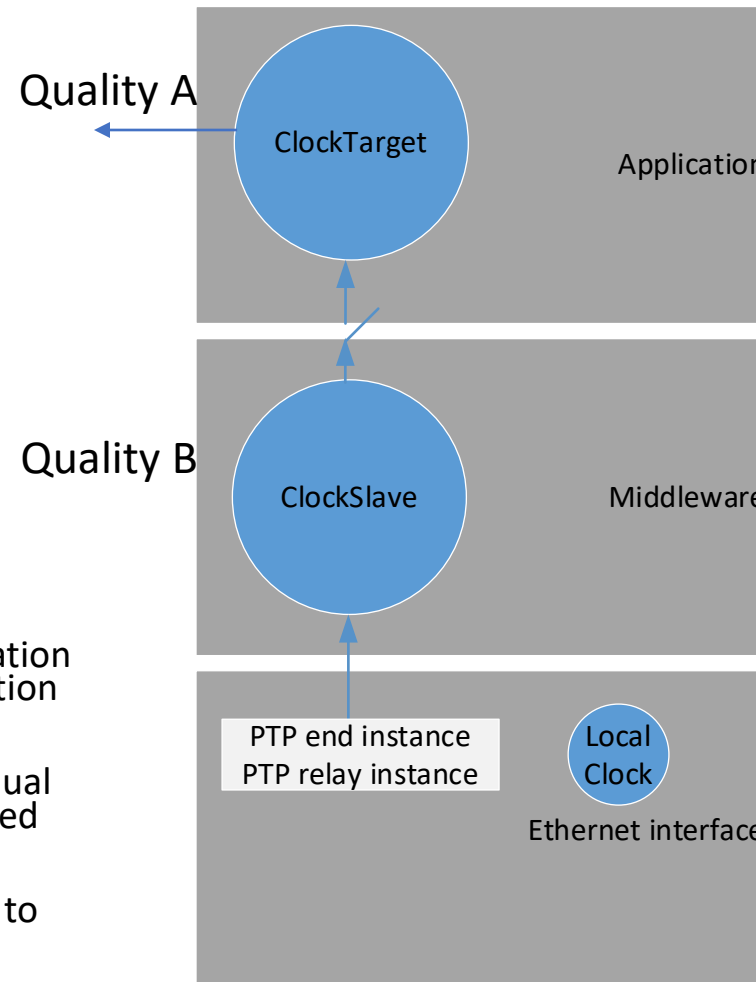 Quality A
ClockTarget
Application
Quality B
ClockSlave
Middleware
ation
tion
PTP end instance
PTP relay instance
Local
Clock
ual
ed
Ethernet interface
to